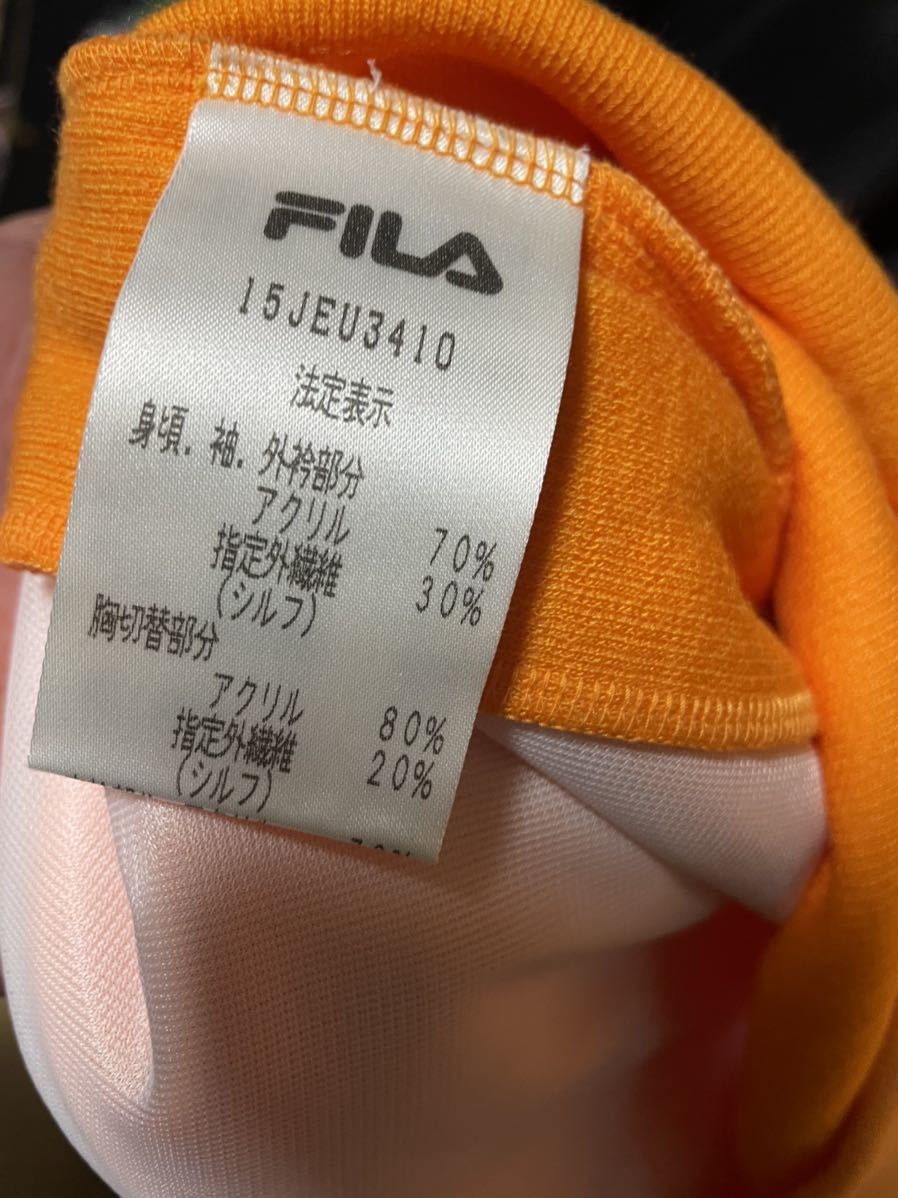 FILA
15JEU3410
法定表示
身頃．袖．外衿部分
アクリル 70%
指定外繊維 30%
(シルフ)
胸切替部分
アクリル 80%
指定外繊維 20%
(シルフ)